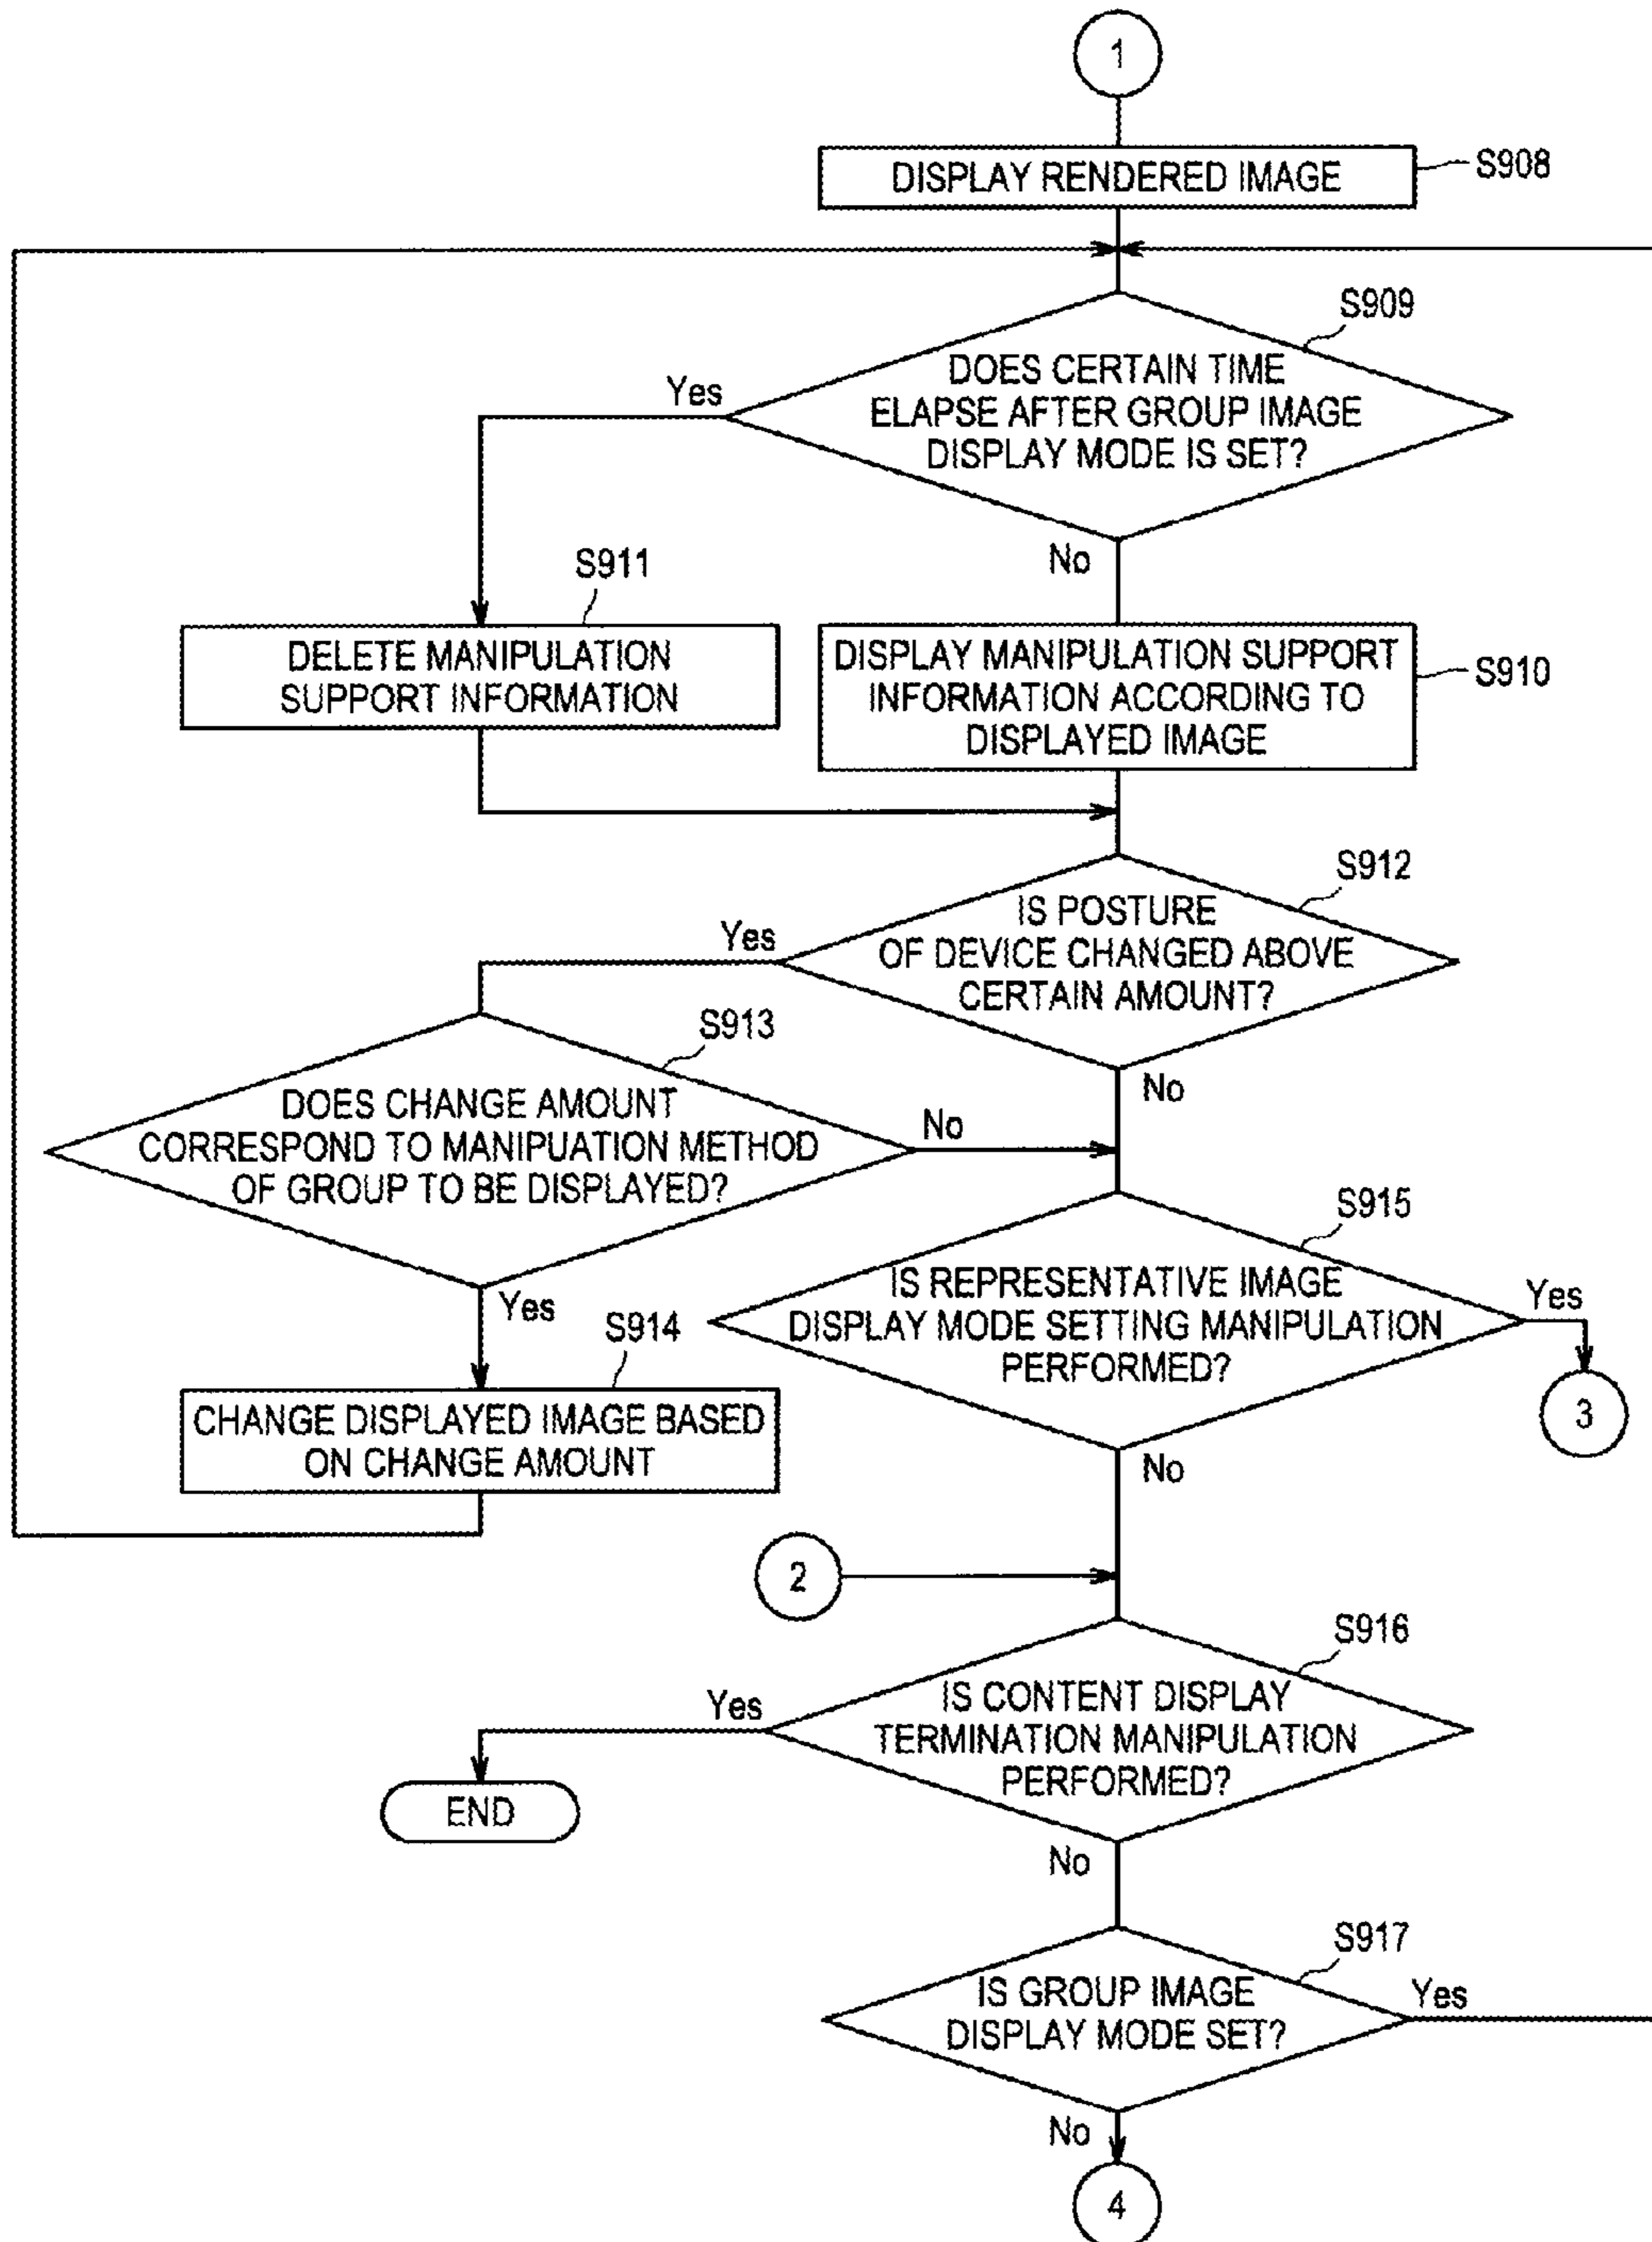 1
DISPLAY RENDERED IMAGE
S908
S909
DOES CERTAIN TIME
ELAPSE AFTER GROUP IMAGE
DISPLAY MODE IS SET?
Yes
No
S911
DELETE MANIPULATION
SUPPORT INFORMATION
DISPLAY MANIPULATION SUPPORT
INFORMATION ACCORDING TO
DISPLAYED IMAGE
S910
S912
IS POSTURE
OF DEVICE CHANGED ABOVE
CERTAIN AMOUNT?
Yes
No
S913
DOES CHANGE AMOUNT
CORRESPOND TO MANIPUATION METHOD
OF GROUP TO BE DISPLAYED?
No
Yes
S914
CHANGE DISPLAYED IMAGE BASED
ON CHANGE AMOUNT
S915
IS REPRESENTATIVE IMAGE
DISPLAY MODE SETTING MANIPULATION
PERFORMED?
Yes
3
No
2
S916
IS CONTENT DISPLAY
TERMINATION MANIPULATION
PERFORMED?
Yes
END
No
S917
IS GROUP IMAGE
DISPLAY MODE SET?
Yes
No
4